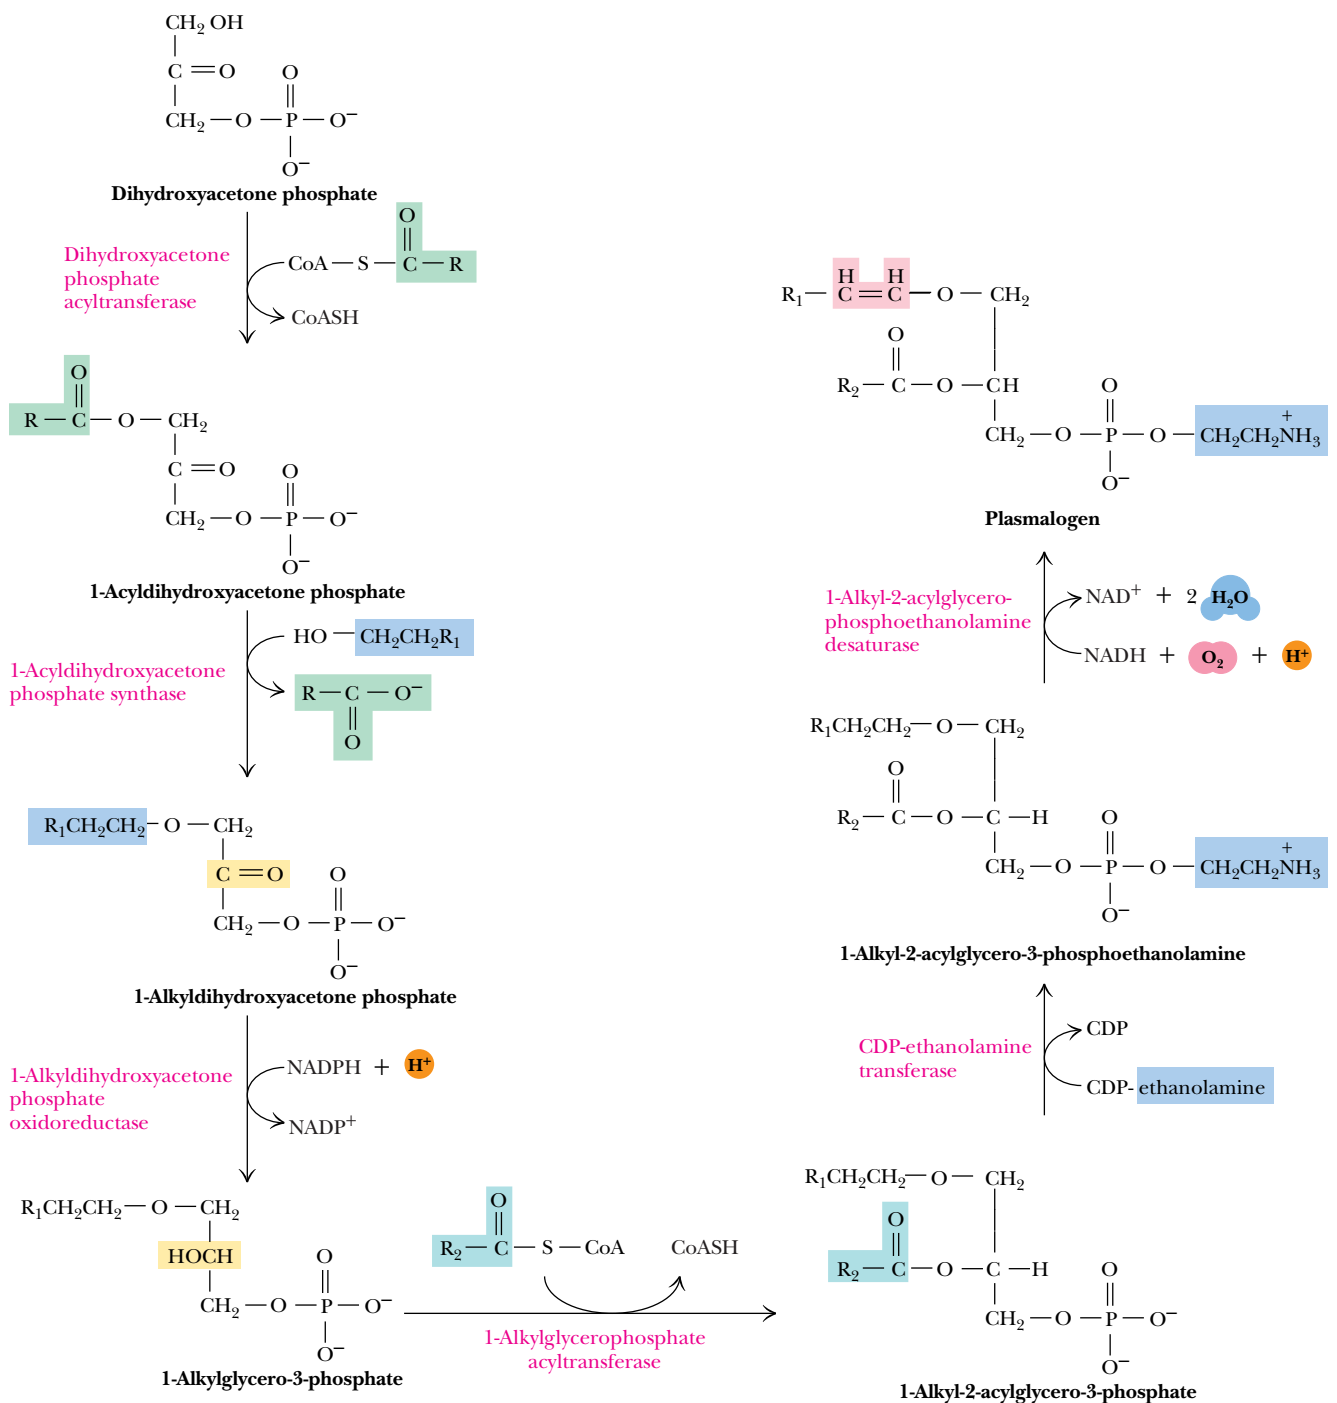 CH₂ OH
C = O
O
CH₂ — O — P — O⁻
O⁻
Dihydroxyacetone phosphate
Dihydroxyacetone
phosphate
acyltransferase
O
CoA — S — C — R
CoASH
O
R — C — O — CH₂
C = O
O
CH₂ — O — P — O⁻
O⁻
1-Acyldihydroxyacetone phosphate
1-Acyldihydroxyacetone
phosphate synthase
HO — CH₂CH₂R₁
R — C — O⁻
O
R₁CH₂CH₂ — O — CH₂
C = O
O
CH₂ — O — P — O⁻
O⁻
1-Alkyldihydroxyacetone phosphate
1-Alkyldihydroxyacetone
phosphate
oxidoreductase
NADPH + H⁺
NADP⁺
R₁CH₂CH₂ — O — CH₂
HOCH
O
CH₂ — O — P — O⁻
O⁻
1-Alkylglycero-3-phosphate
O
R₂ — C — S — CoA
CoASH
1-Alkylglycerophosphate
acyltransferase
R₁CH₂CH₂ — O — CH₂
O
R₂ — C — O — C — H
O
CH₂ — O — P — O⁻
O⁻
1-Alkyl-2-acylglycero-3-phosphate
CDP-ethanolamine
transferase
CDP
CDP-ethanolamine
R₁CH₂CH₂ — O — CH₂
O
R₂ — C — O — C — H
O
+
CH₂ — O — P — O — CH₂CH₂NH₃
O⁻
1-Alkyl-2-acylglycero-3-phosphoethanolamine
1-Alkyl-2-acylglycero-
phosphoethanolamine
desaturase
NAD⁺ + 2 H₂O
NADH + O₂ + H⁺
H H
R₁ — C = C — O — CH₂
O
R₂ — C — O — CH
O
+
CH₂ — O — P — O — CH₂CH₂NH₃
O⁻
Plasmalogen